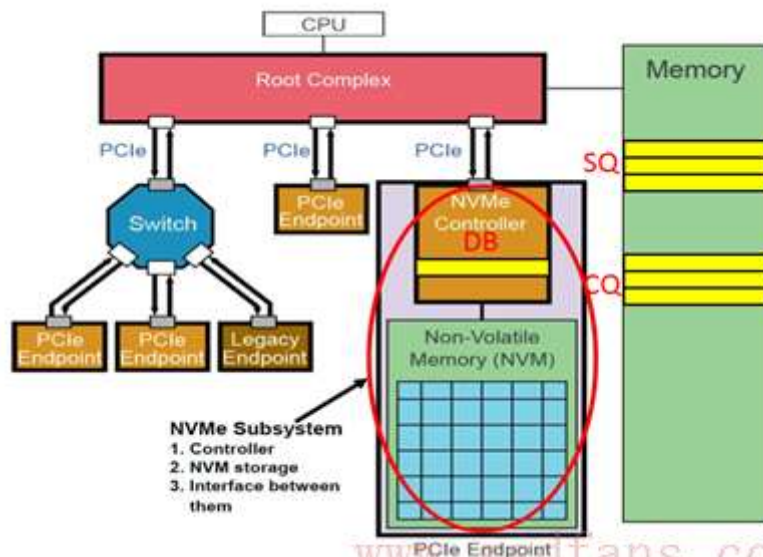 CPU
Root Complex
Memory
PCIe
PCIe
PCIe
SQ
Switch
PCIe
Endpoint
NVMe
Controller
DB
CQ
PCIe
Endpoint
PCIe
Endpoint
Legacy
Endpoint
Non-Volatile
Memory (NVM)
NVMe Subsystem
1. Controller
2. NVM storage
3. Interface between
them
PCIe Endpoint